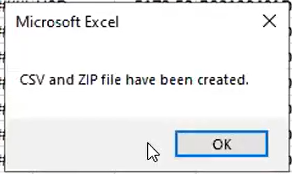 Microsoft Excel
CSV and ZIP file have been created.
OK